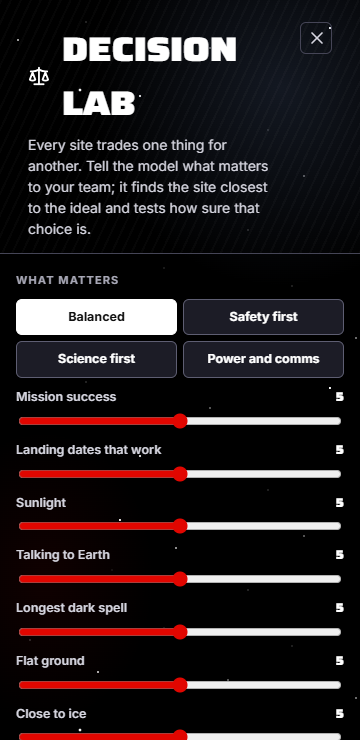 DECISION
LAB
Every site trades one thing for
another. Tell the model what matters
to your team; it finds the site closest
to the ideal and tests how sure that
choice is.
WHAT MATTERS
Balanced
Safety first
Science first
Power and comms
Mission success 5
Landing dates that work 5
Sunlight 5
Talking to Earth 5
Longest dark spell 5
Flat ground 5
Close to ice 5